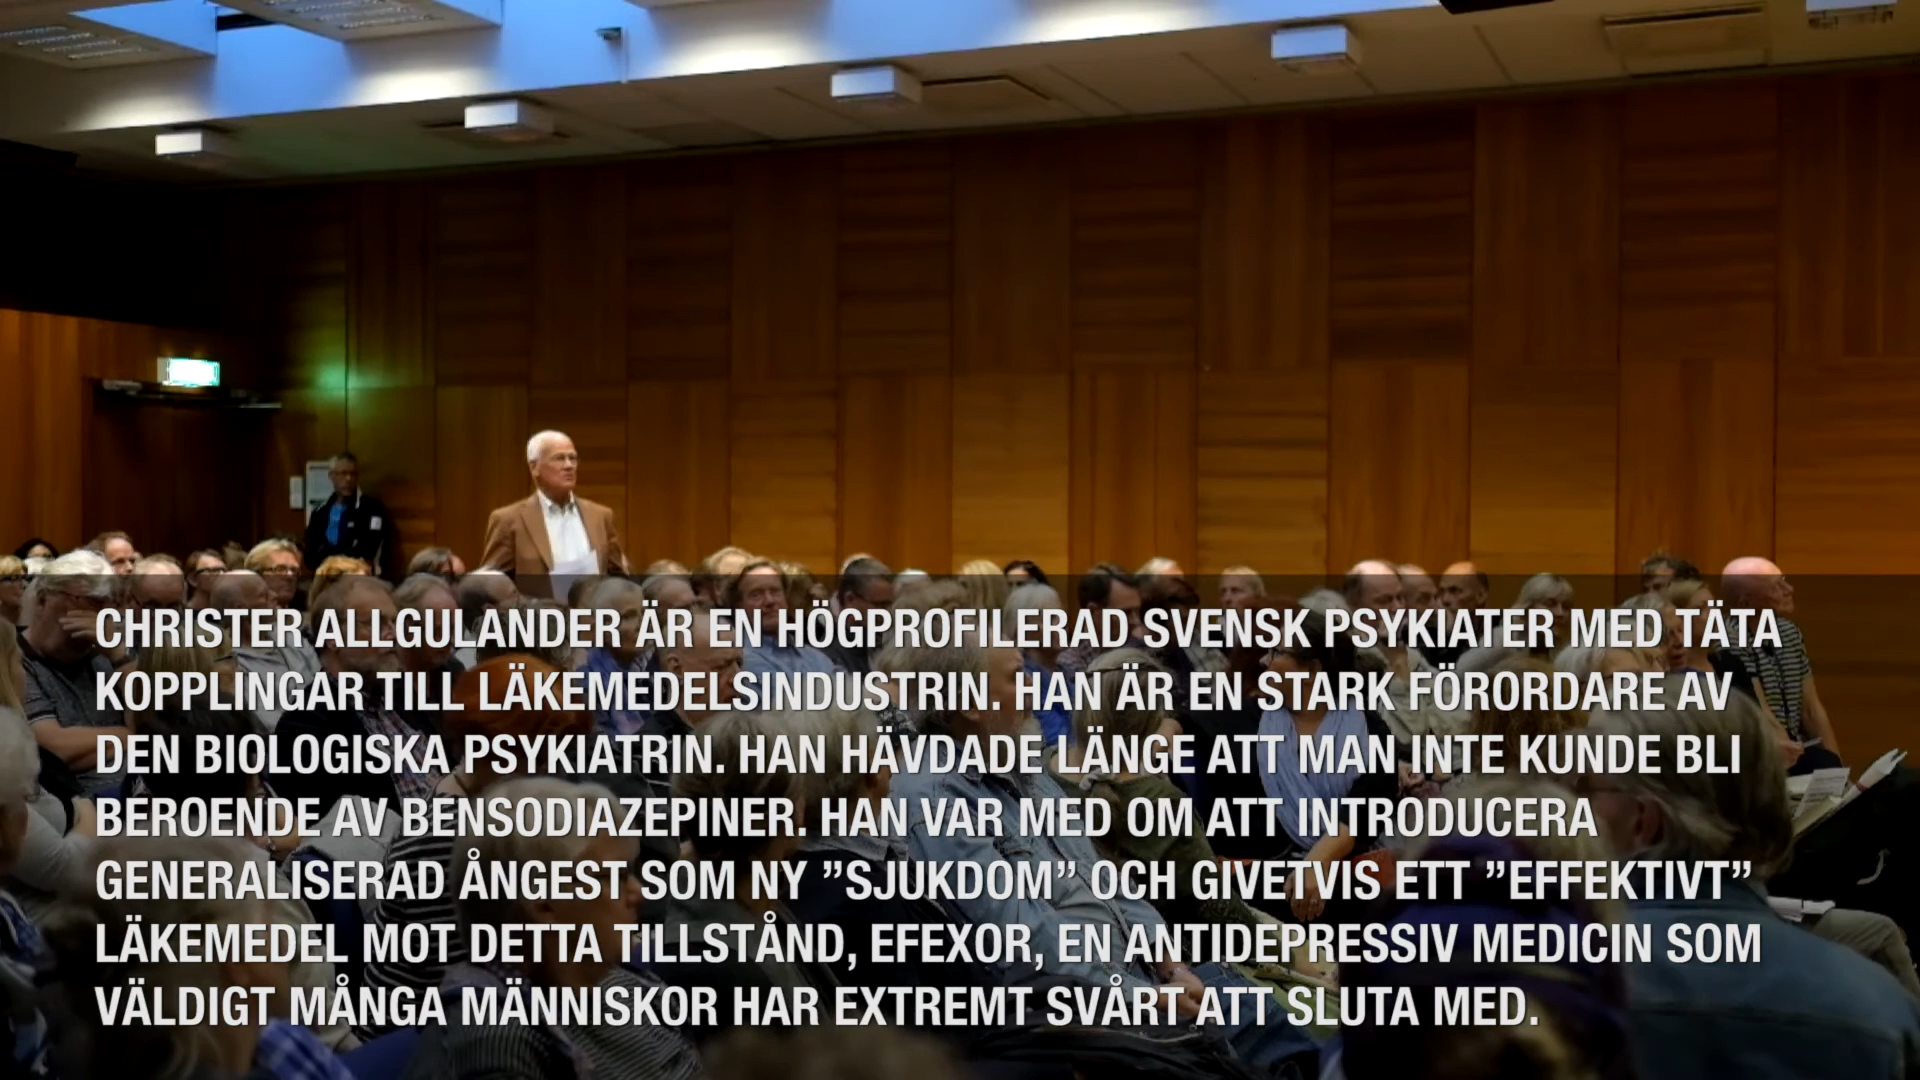 CHRISTER ALLGULANDER ÄR EN HÖGPROFILERAD SVENSK PSYKIATER MED TÄTA
KOPPLINGAR TILL LÄKEMEDELSINDUSTRIN. HAN ÄR EN STARK FÖRORDARE AV
DEN BIOLOGISKA PSYKIATRIN. HAN HÄVDADE LÄNGE ATT MAN INTE KUNDE BLI
BEROENDE AV BENSODIAZEPINER. HAN VAR MED OM ATT INTRODUCERA
GENERALISERAD ÅNGEST SOM NY ”SJUKDOM” OCH GIVETVIS ETT ”EFFEKTIVT”
LÄKEMEDEL MOT DETTA TILLSTÅND, EFEXOR, EN ANTIDEPRESSIV MEDICIN SOM
VÄLDIGT MÅNGA MÄNNISKOR HAR EXTREMT SVÅRT ATT SLUTA MED.